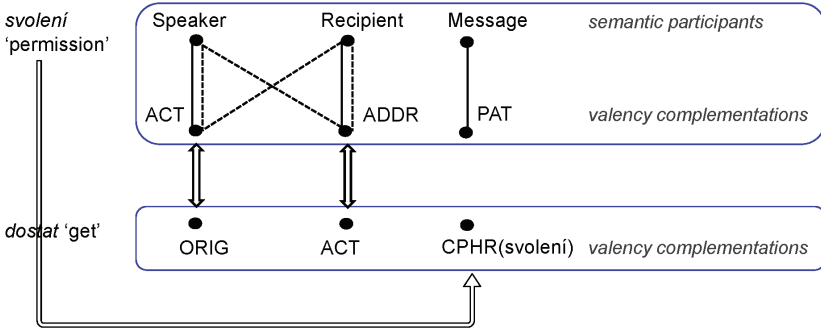 svolení
‘permission’
Speaker
Recipient
Message
semantic participants
ACT
ADDR
PAT
valency complementations
dostat ‘get’
ORIG
ACT
CPHR(svolení)
valency complementations